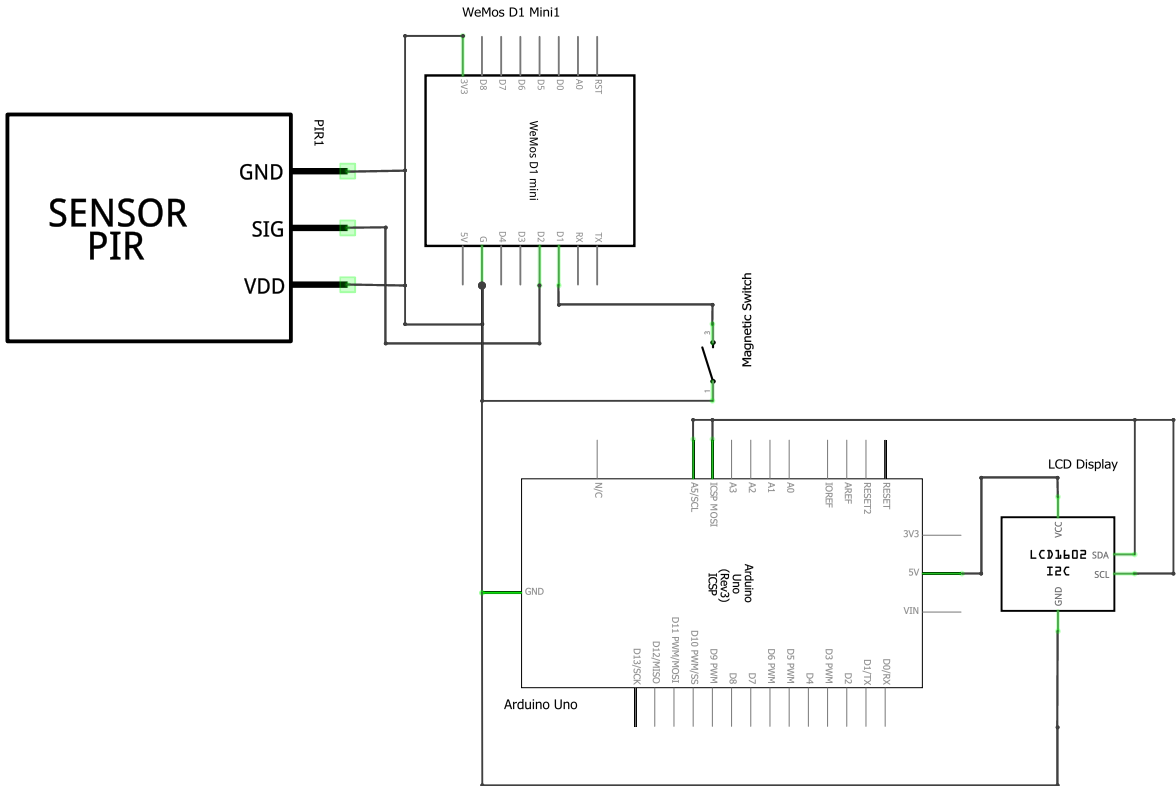 WeMos D1 Mini1
3V3
D8
D7
D6
D5
D0
A0
RST
WeMos D1 mini
5V
G
D4
D3
D2
D1
RX
TX
PIR1
SENSOR
PIR
GND
SIG
VDD
Magnetic Switch
3
1
N/C
A5/SCL
ICSP MOSI
A3
A2
A1
A0
IOREF
AREF
RESET2
RESET
3V3
5V
VIN
GND
Arduino
Uno
(Rev3)
ICSP
D13/SCK
D12/MISO
D11 PWM/MOSI
D10 PWM/SS
D9 PWM
D8
D7
D6 PWM
D5 PWM
D4
D3 PWM
D2
D1/TX
D0/RX
Arduino Uno
LCD Display
VCC
LCD1602
I2C
SDA
SCL
GND